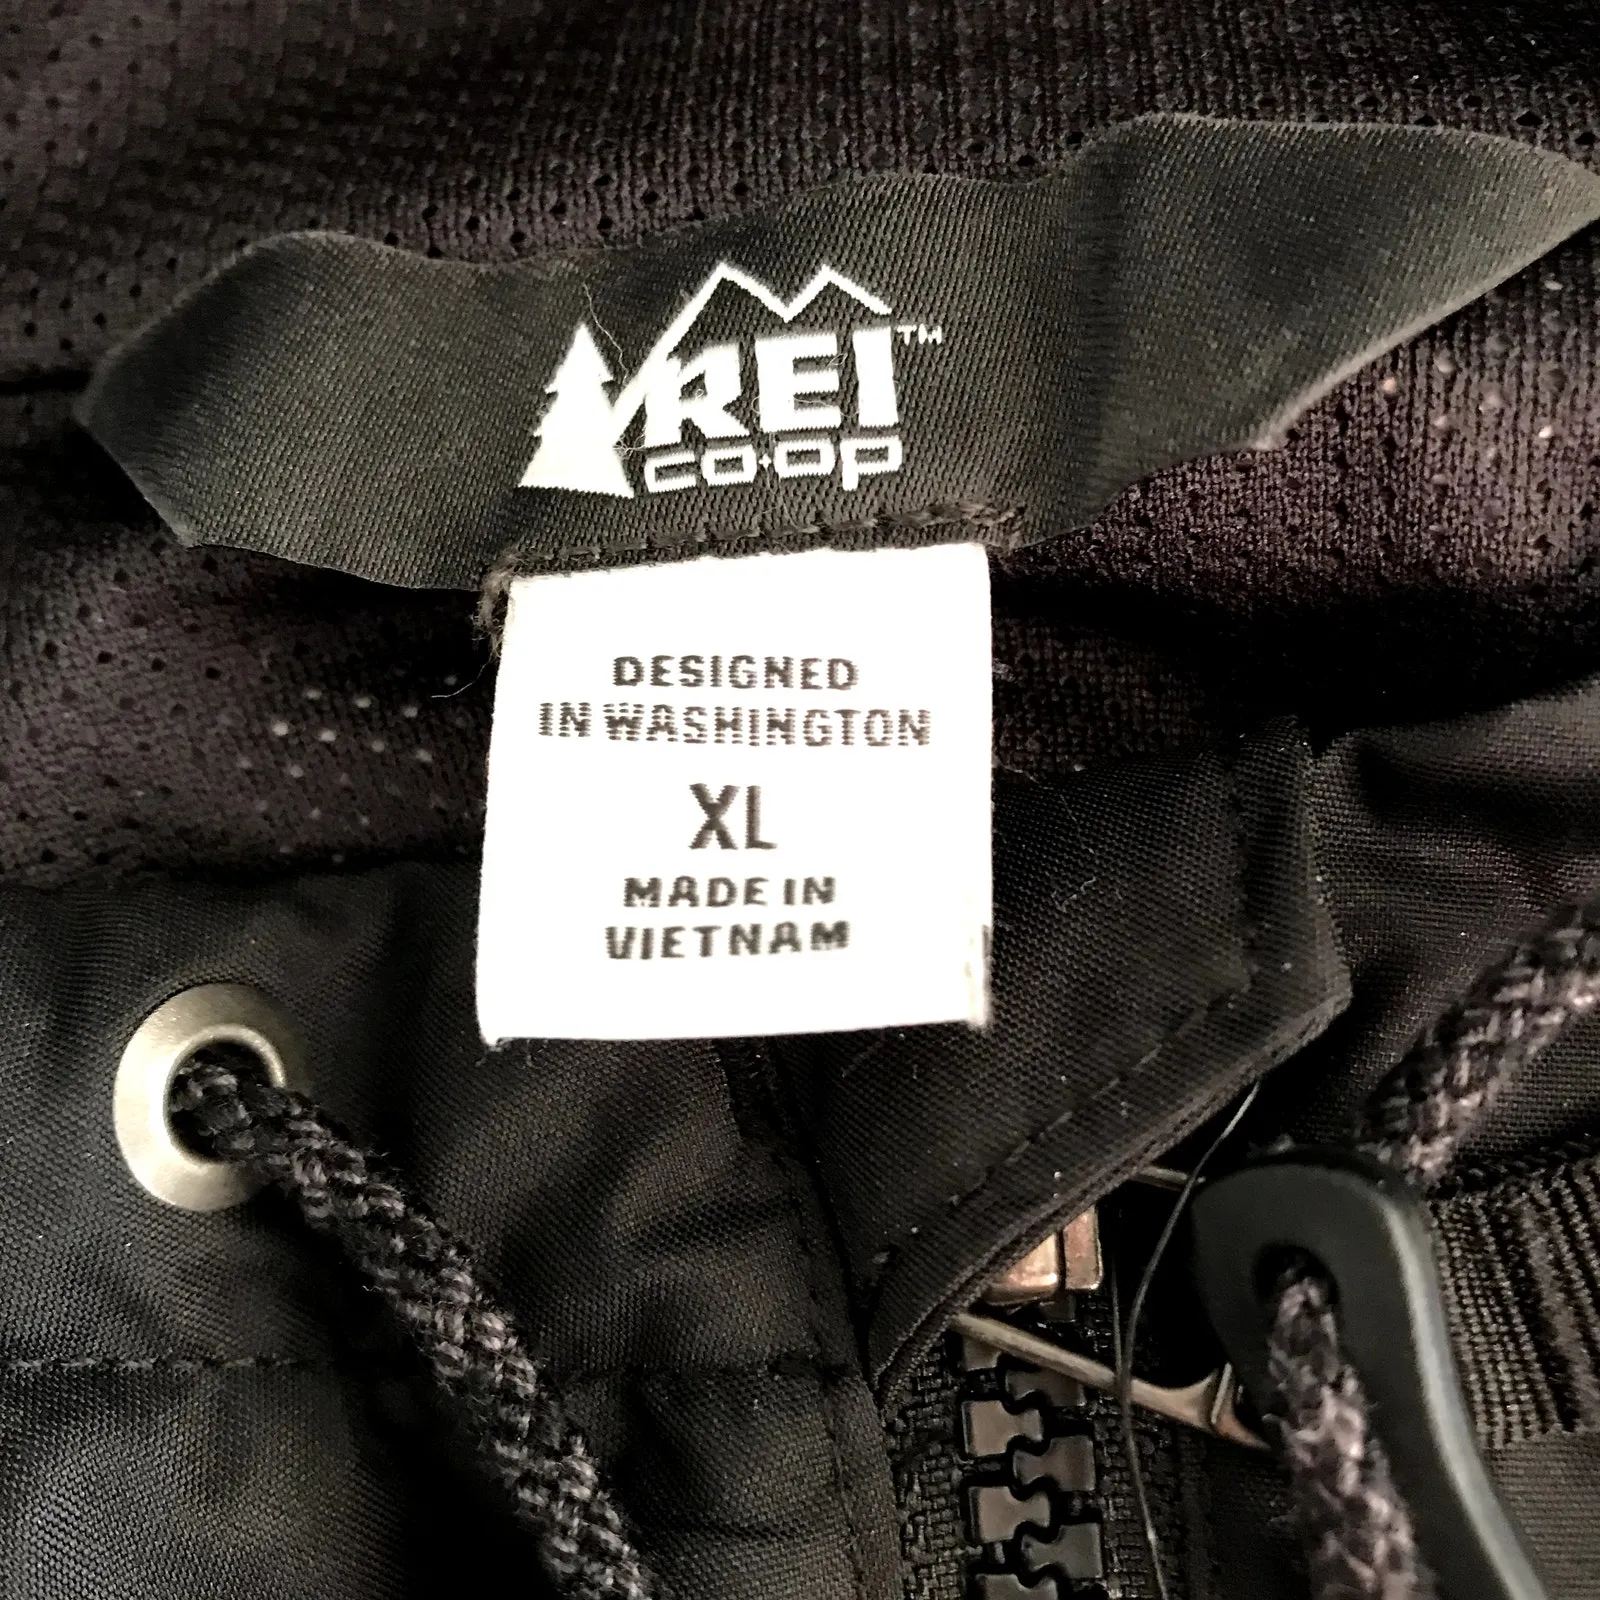 REI™
co·op
DESIGNED
IN WASHINGTON
XL
MADE IN
VIETNAM